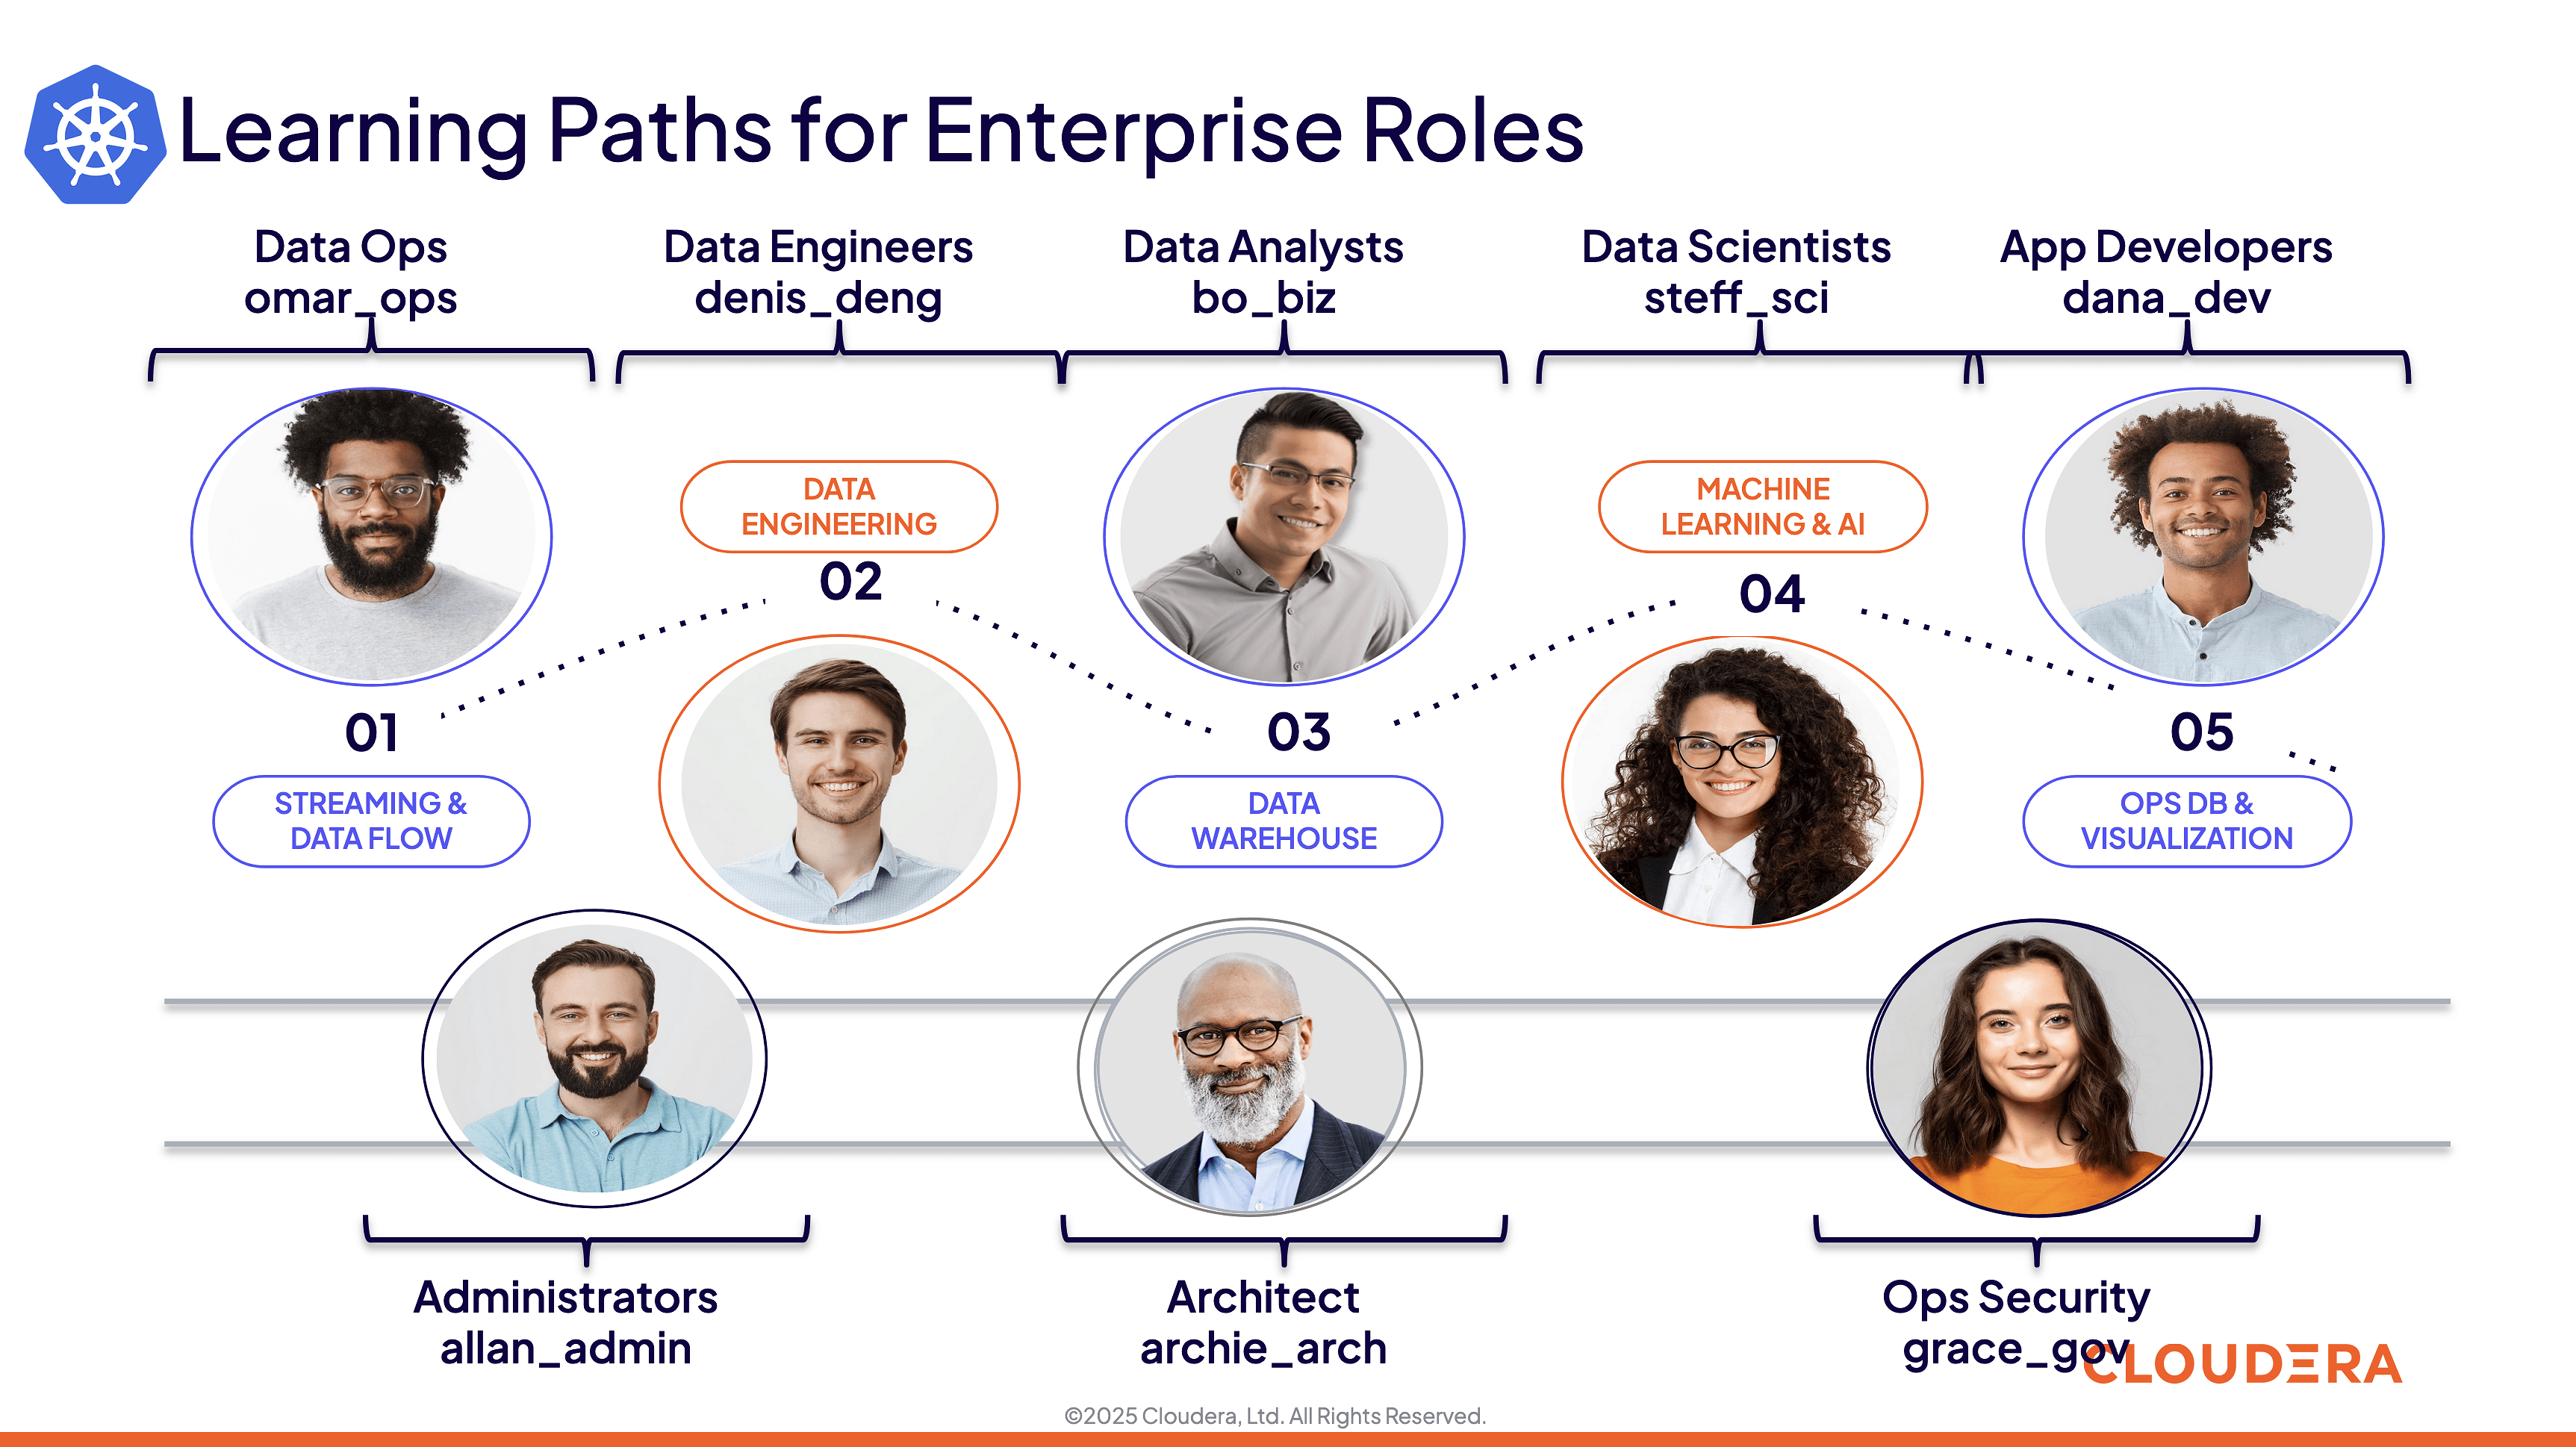 Learning Paths for Enterprise Roles
Data Ops
omar_ops
Data Engineers
denis_deng
Data Analysts
bo_biz
Data Scientists
steff_sci
App Developers
dana_dev
DATA
ENGINEERING
02
MACHINE
LEARNING & AI
04
01
STREAMING &
DATA FLOW
03
DATA
WAREHOUSE
05
OPS DB &
VISUALIZATION
Administrators
allan_admin
Architect
archie_arch
Ops Security
grace_gov
CLOUDERA
©2025 Cloudera, Ltd. All Rights Reserved.